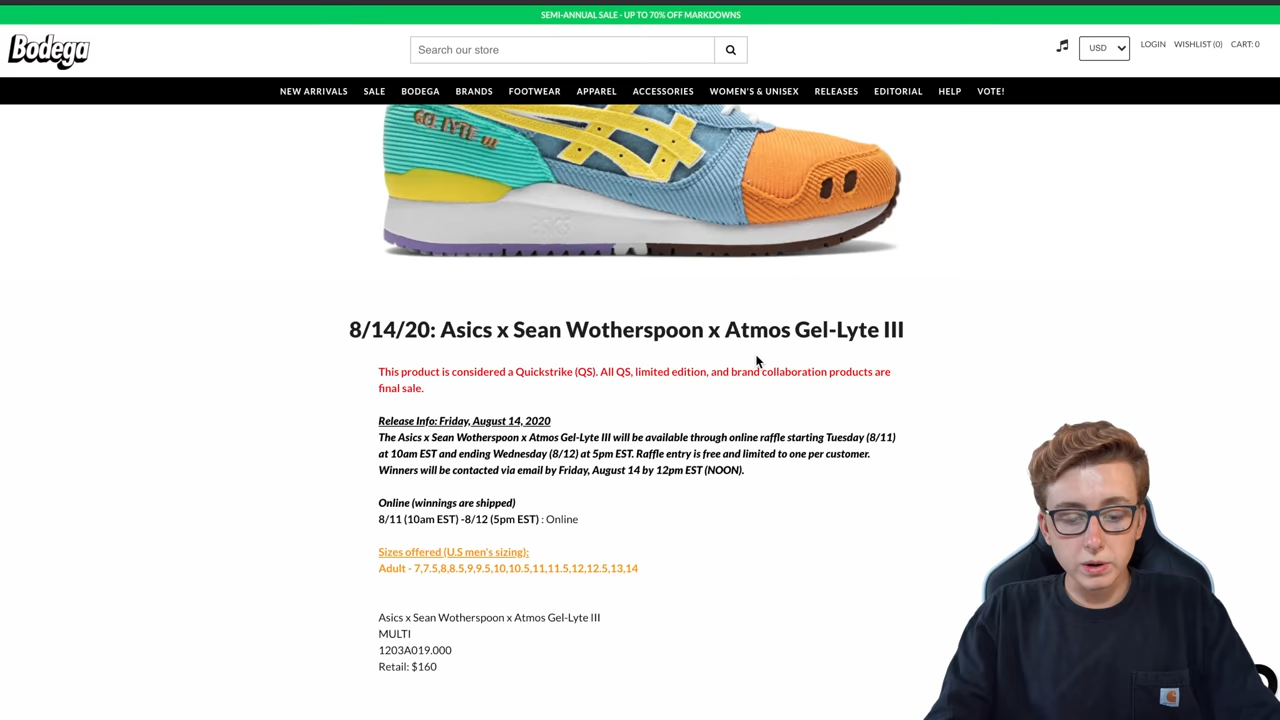 SEMI-ANNUAL SALE - UP TO 70% OFF MARKDOWNS
Bodega
Search our store
USD
LOGIN WISHLIST (0) CART: 0
NEW ARRIVALS SALE BODEGA BRANDS FOOTWEAR APPAREL ACCESSORIES WOMEN'S & UNISEX RELEASES EDITORIAL HELP VOTE!
GEL-LYTE III
asics
8/14/20: Asics x Sean Wotherspoon x Atmos Gel-Lyte III
This product is considered a Quickstrike (QS). All QS, limited edition, and brand collaboration products are
final sale.
Release Info: Friday, August 14, 2020
The Asics x Sean Wotherspoon x Atmos Gel-Lyte III will be available through online raffle starting Tuesday (8/11)
at 10am EST and ending Wednesday (8/12) at 5pm EST. Raffle entry is free and limited to one per customer.
Winners will be contacted via email by Friday, August 14 by 12pm EST (NOON).
Online (winnings are shipped)
8/11 (10am EST) -8/12 (5pm EST) : Online
Sizes offered (U.S men's sizing):
Adult - 7,7.5,8,8.5,9,9.5,10,10.5,11,11.5,12,12.5,13,14
Asics x Sean Wotherspoon x Atmos Gel-Lyte III
MULTI
1203A019.000
Retail: $160